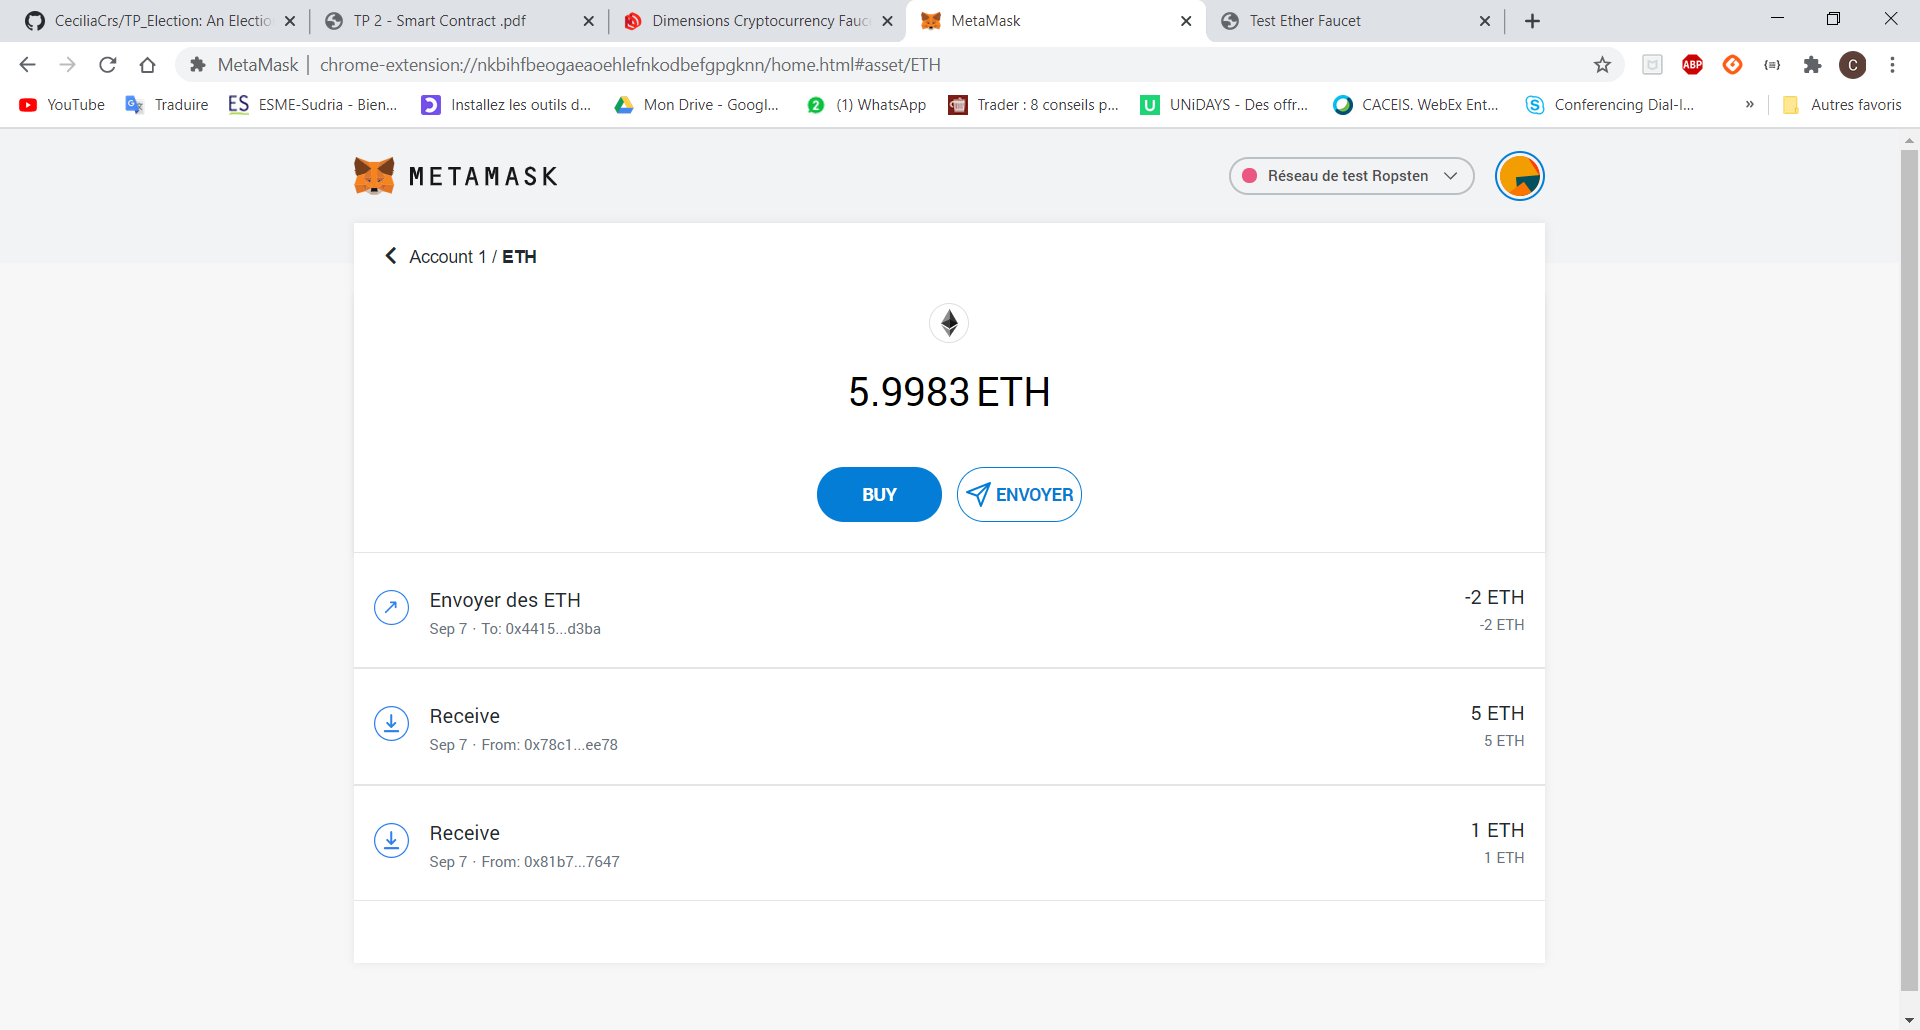 CeciliaCrs/TP_Election: An Electio
TP 2 - Smart Contract .pdf
Dimensions Cryptocurrency Fauc
MetaMask
Test Ether Faucet
MetaMask
chrome-extension://nkbihfbeogaeaoehlefnkodbefgpgknn/home.html#asset/ETH
ABP
C
YouTube
Traduire
ES ESME-Sudria - Bien...
Installez les outils d...
Mon Drive - Googl...
2 (1) WhatsApp
Trader : 8 conseils p...
U UNiDAYS - Des offr...
CACEIS. WebEx Ent...
Conferencing Dial-I...
»
Autres favoris
METAMASK
Réseau de test Ropsten
Account 1 / ETH
5.9983 ETH
BUY
ENVOYER
Envoyer des ETH
-2 ETH
Sep 7 · To: 0x4415...d3ba
-2 ETH
Receive
5 ETH
Sep 7 · From: 0x78c1...ee78
5 ETH
Receive
1 ETH
Sep 7 · From: 0x81b7...7647
1 ETH